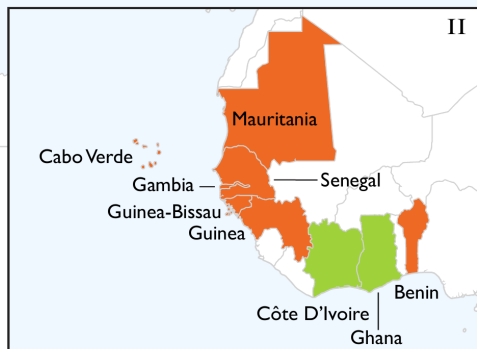 II
Mauritania
Cabo Verde
Senegal
Gambia
Guinea-Bissau
Guinea
Benin
Côte D'Ivoire
Ghana